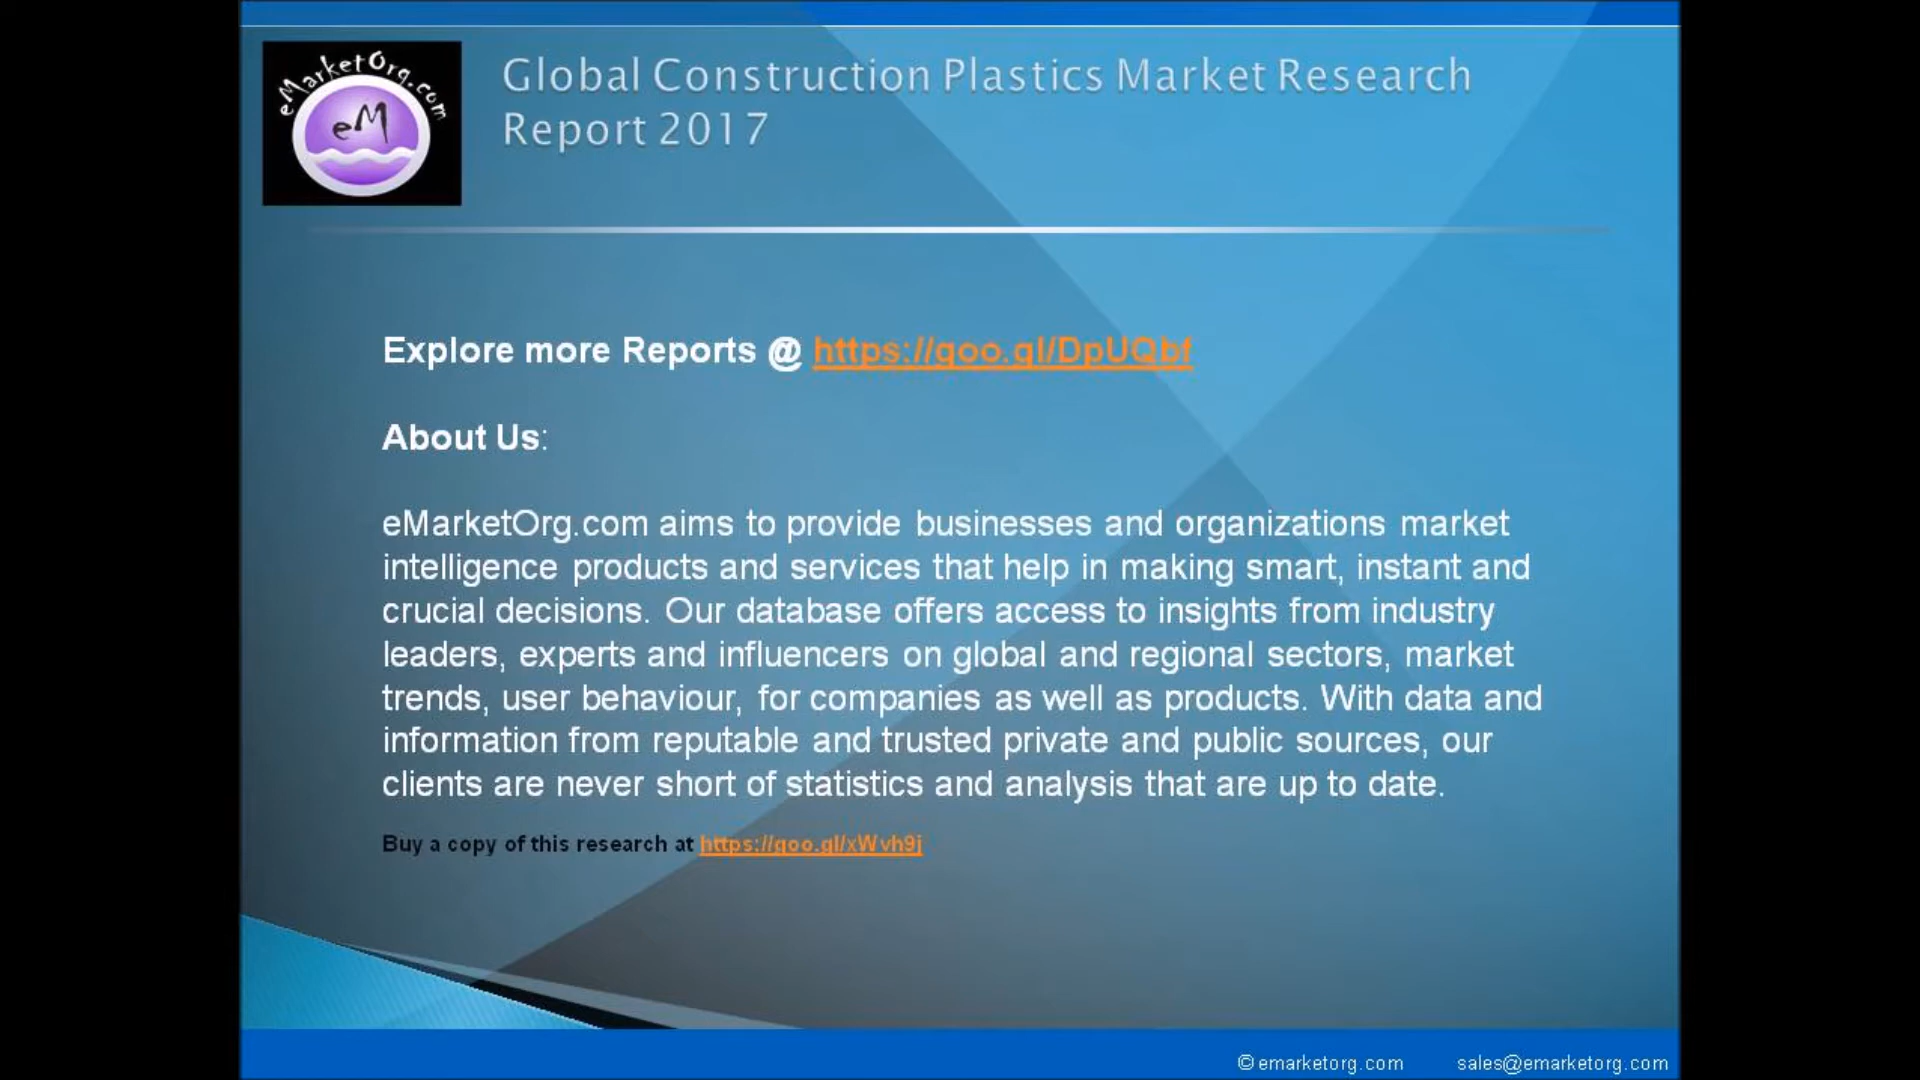 eMarketOrg.com
eM
Global Construction Plastics Market Research
Report 2017
Explore more Reports @ https://goo.gl/DpUQbf
About Us:
eMarketOrg.com aims to provide businesses and organizations market
intelligence products and services that help in making smart, instant and
crucial decisions. Our database offers access to insights from industry
leaders, experts and influencers on global and regional sectors, market
trends, user behaviour, for companies as well as products. With data and
information from reputable and trusted private and public sources, our
clients are never short of statistics and analysis that are up to date.
Buy a copy of this research at https://goo.gl/xWvh9j
© emarketorg.com sales@emarketorg.com